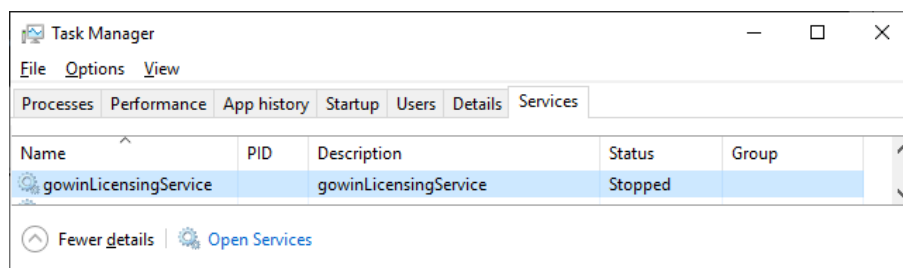 Task Manager
File Options View
Processes Performance App history Startup Users Details Services
Name PID Description Status Group
gowinLicensingService gowinLicensingService Stopped
Fewer details Open Services